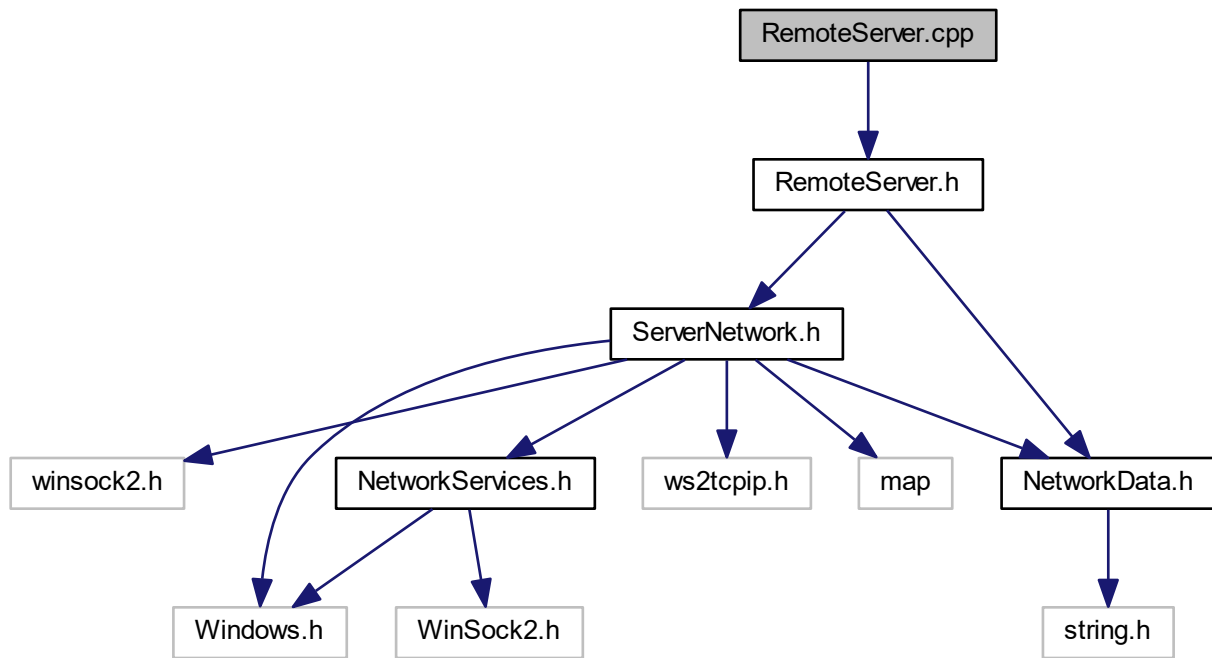 RemoteServer.cpp
RemoteServer.h
ServerNetwork.h
winsock2.h
NetworkServices.h
ws2tcpip.h
map
NetworkData.h
Windows.h
WinSock2.h
string.h